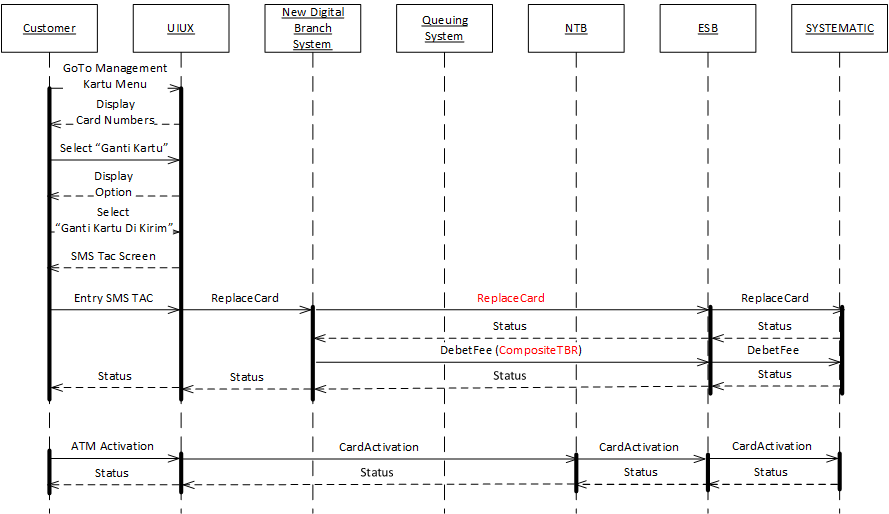 Customer
UIUX
New Digital
Branch
System
Queuing
System
NTB
ESB
SYSTEMATIC
GoTo Management
Kartu Menu
Display
Card Numbers
Select “Ganti Kartu”
Display
Option
Select
“Ganti Kartu Di Kirim”
SMS Tac Screen
Entry SMS TAC
ReplaceCard
ReplaceCard
ReplaceCard
Status
Status
DebetFee (CompositeTBR)
DebetFee
Status
Status
Status
Status
ATM Activation
CardActivation
CardActivation
CardActivation
Status
Status
Status
Status